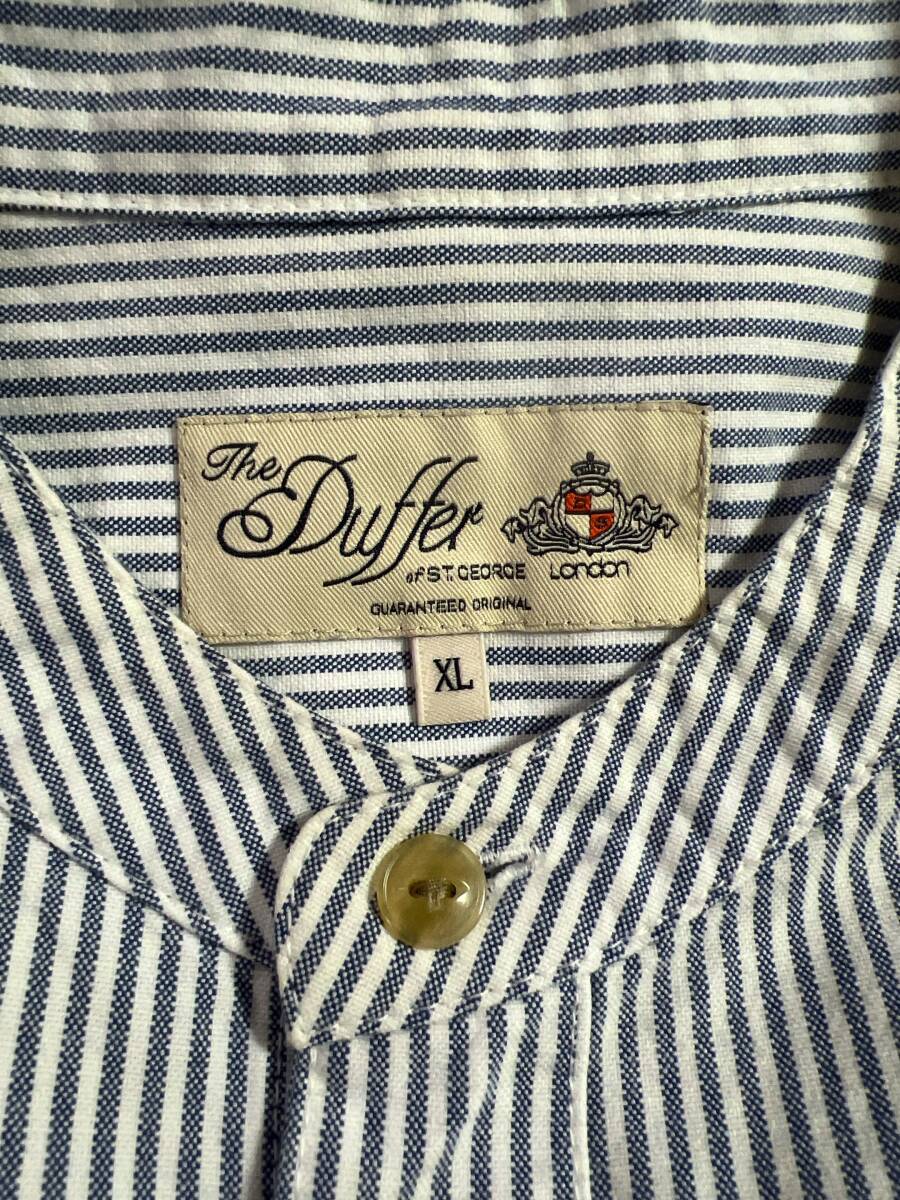 The
Duffer
of ST. GEORGE London
GUARANTEED ORIGINAL
XL